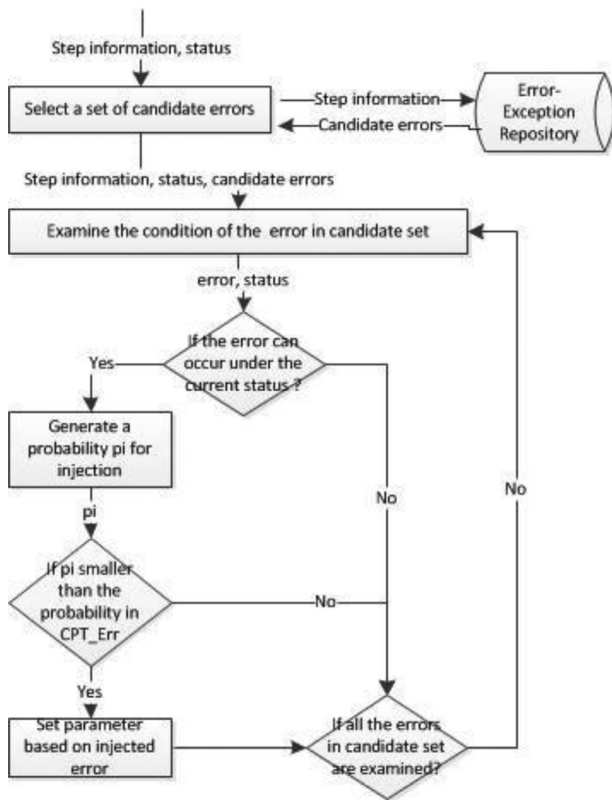 Step information, status
Select a set of candidate errors
Step information
Candidate errors
Error-
Exception
Repository
Step information, status, candidate errors
Examine the condition of the error in candidate set
error, status
If the error can
occur under the
current status ?
Yes
Generate a
probability pi for
injection
No
No
pi
If pi smaller
than the
probability in
CPT_Err
No
Yes
Set parameter
based on injected
error
If all the errors
in candidate set
are examined?